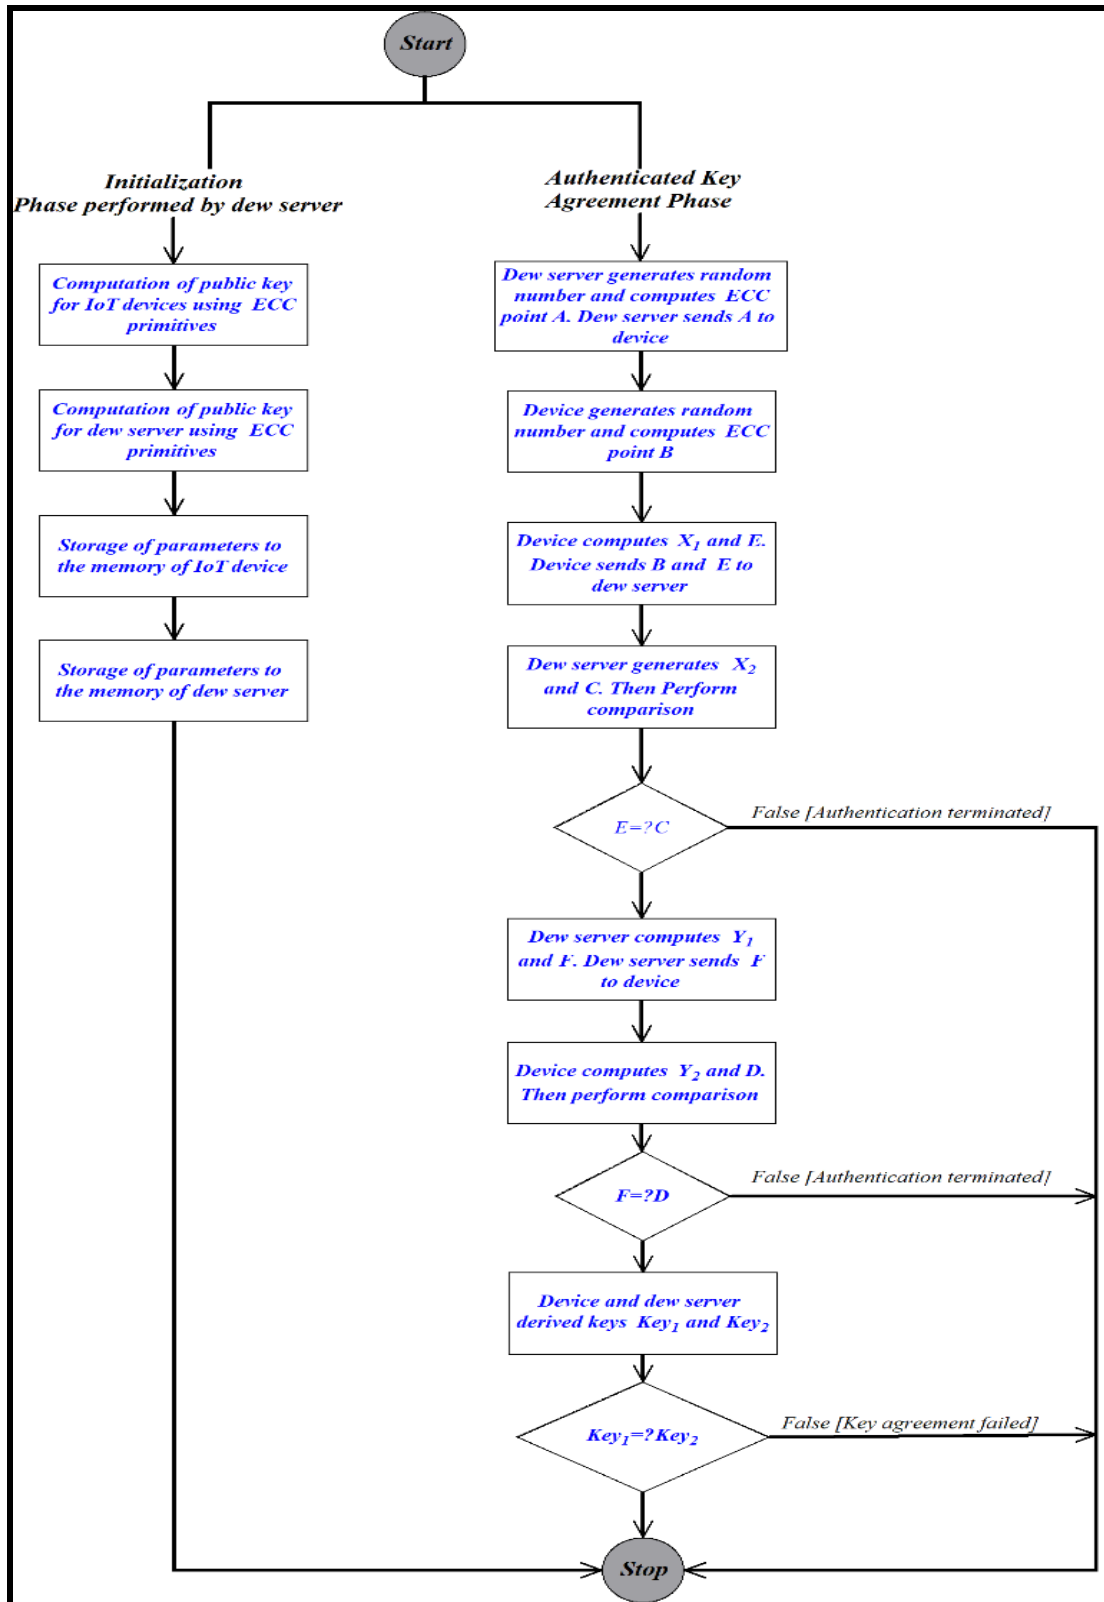 Start
Initialization
Phase performed by dew server
Computation of public key
for IoT devices using ECC
primitives
Computation of public key
for dew server using ECC
primitives
Storage of parameters to
the memory of IoT device
Storage of parameters to
the memory of dew server
Authenticated Key
Agreement Phase
Dew server generates random
number and computes ECC
point A. Dew server sends A to
device
Device generates random
number and computes ECC
point B
Device computes X₁ and E.
Device sends B and E to
dew server
Dew server generates X₂
and C. Then Perform
comparison
E=?C
False [Authentication terminated]
Dew server computes Y₁
and F. Dew server sends F
to device
Device computes Y₂ and D.
Then perform comparison
F=?D
False [Authentication terminated]
Device and dew server
derived keys Key₁ and Key₂
Key₁=?Key₂
False [Key agreement failed]
Stop